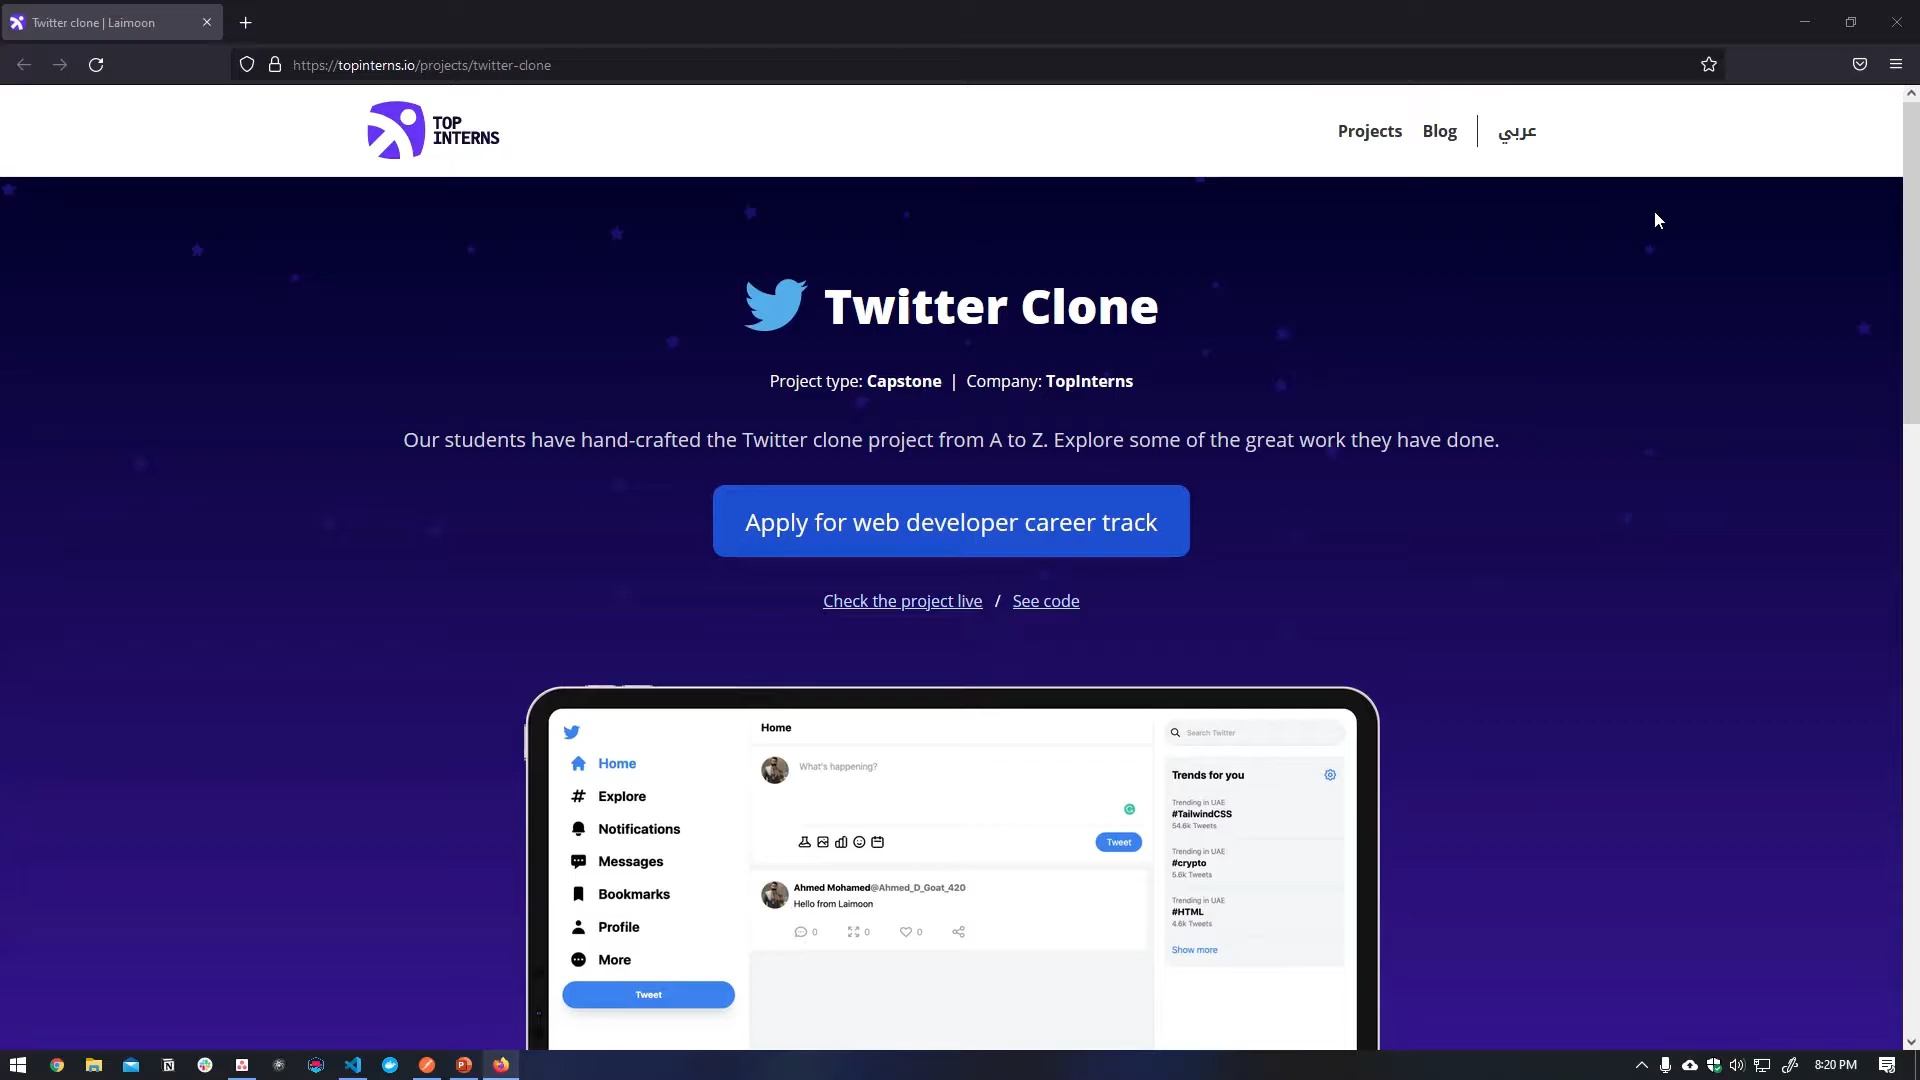 Twitter clone | Laimoon
https://topinterns.io/projects/twitter-clone
TOP
INTERNS
Projects
Blog
عربي
Twitter Clone
Project type: Capstone | Company: TopInterns
Our students have hand-crafted the Twitter clone project from A to Z. Explore some of the great work they have done.
Apply for web developer career track
Check the project live / See code
Home
Explore
Notifications
Messages
Bookmarks
Profile
More
Tweet
Home
What's happening?
Tweet
Ahmed Mohamed@Ahmed_D_Goat_420
Hello from Laimoon
0 0 0
Search Twitter
Trends for you
Trending in UAE
#TailwindCSS
54.6k Tweets
Trending in UAE
#crypto
5.6k Tweets
Trending in UAE
#HTML
4.6k Tweets
Show more
8:20 PM